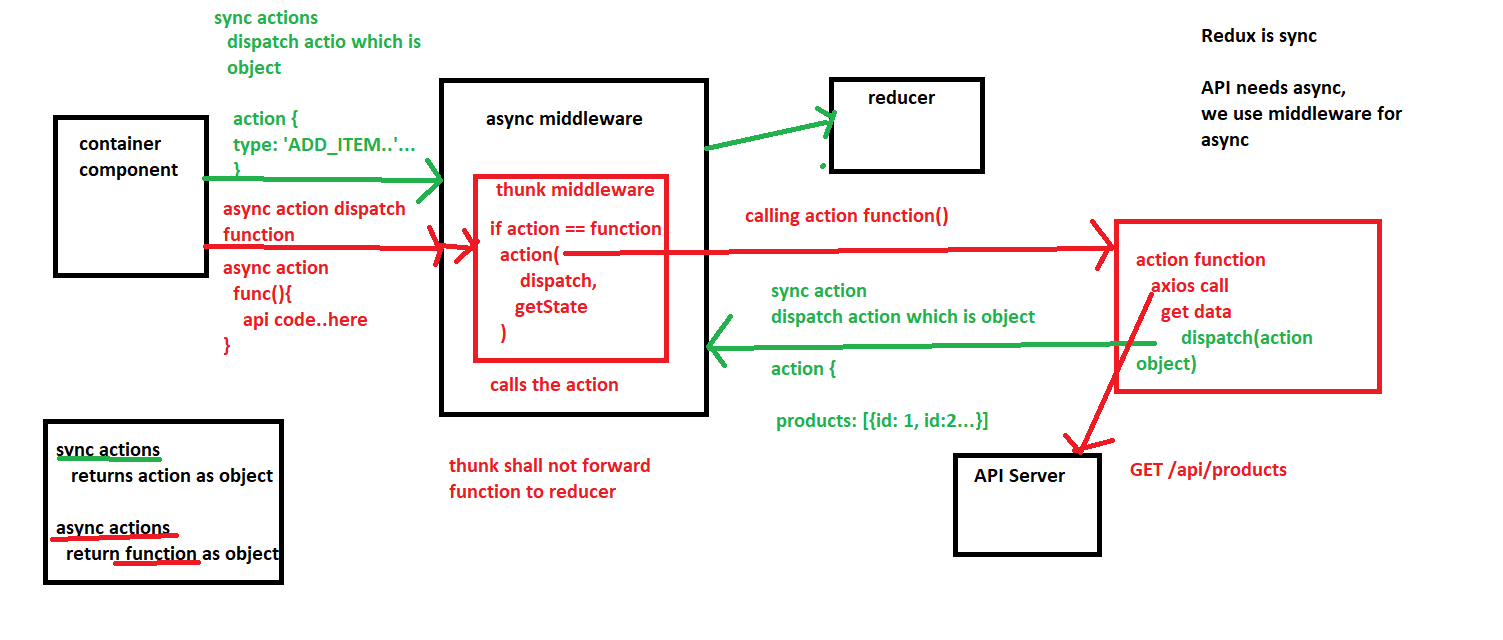 sync actions
dispatch actio which is
object
action {
type: 'ADD_ITEM..'...
}
container
component
async action dispatch
function
async action
func(){
api code..here
}
async middleware
thunk middleware
if action == function
action(
dispatch,
getState
)
calls the action
thunk shall not forward
function to reducer
reducer
Redux is sync
API needs async,
we use middleware for
async
calling action function()
action function
axios call
get data
dispatch(action
object)
sync action
dispatch action which is object
action {
products: [{id: 1, id:2...}]
API Server
GET /api/products
sync actions
returns action as object
async actions
return function as object